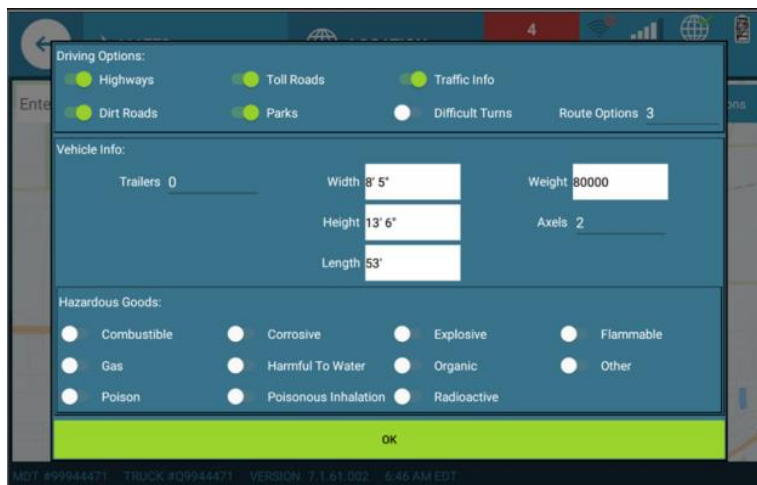 4
Ente
Driving Options:
Highways Toll Roads Traffic Info
Dirt Roads Parks Difficult Turns Route Options 3
ons
Vehicle Info:
Trailers 0 Width 8' 5" Weight 80000
Height 13' 6" Axels 2
Length 53'
Hazardous Goods:
Combustible Corrosive Explosive Flammable
Gas Harmful To Water Organic Other
Poison Poisonous Inhalation Radioactive
OK
MDT #99944471 TRUCK #Q9944471 VERSION 7.1.61.002 6:46 AM EDT